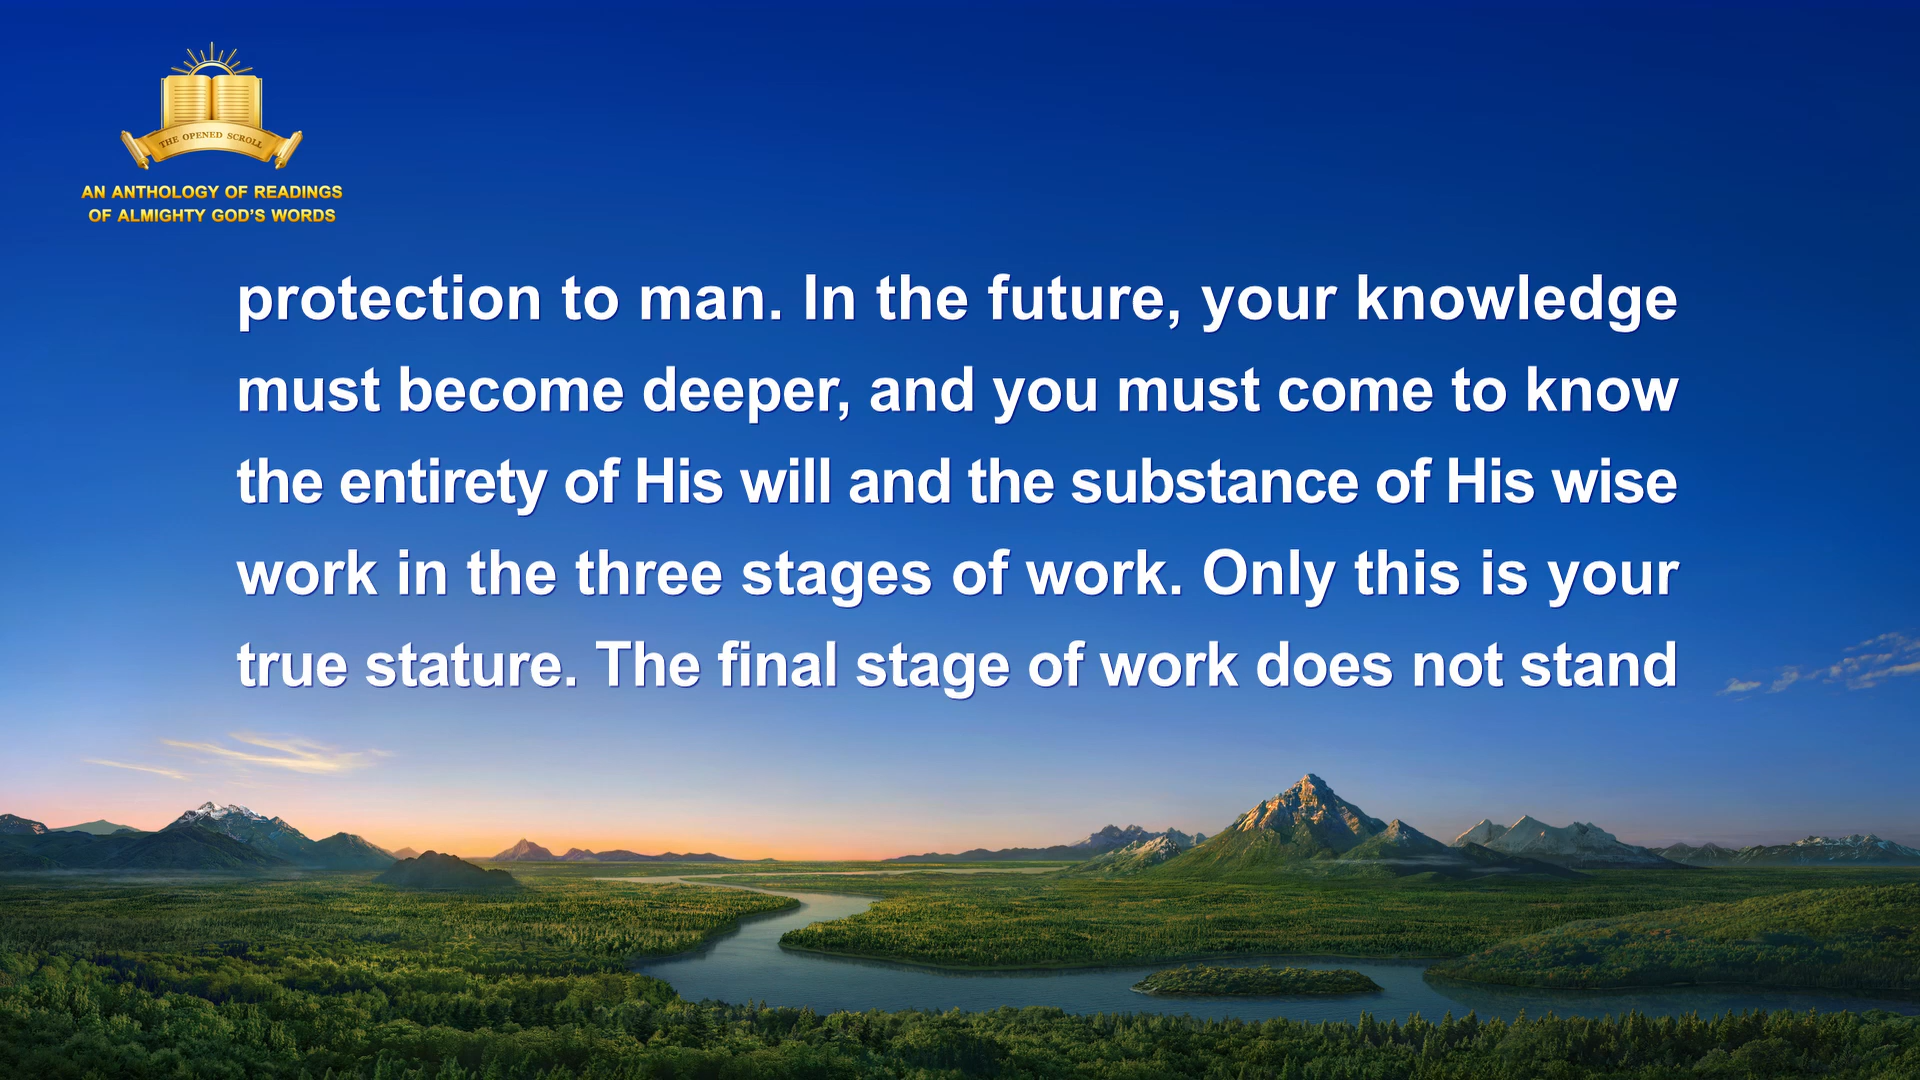 THE OPENED SCROLL
AN ANTHOLOGY OF READINGS
OF ALMIGHTY GOD'S WORDS
protection to man. In the future, your knowledge
must become deeper, and you must come to know
the entirety of His will and the substance of His wise
work in the three stages of work. Only this is your
true stature. The final stage of work does not stand